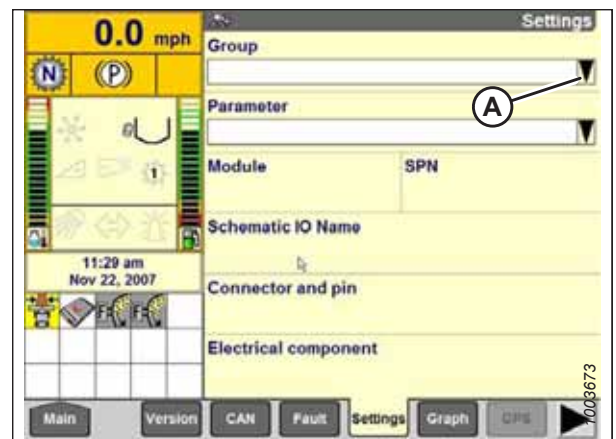 0.0 mph
N
(P)
1
11:29 am
Nov 22, 2007
Settings
Group
A
Parameter
Module
SPN
Schematic IO Name
Connector and pin
Electrical component
Main
Version
CAN
Fault
Settings
Graph
GPS
1003673